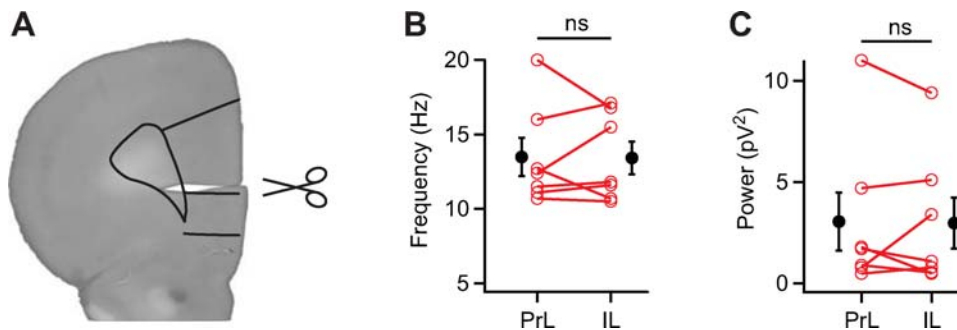 A
B
ns
Frequency (Hz)
20
15
10
5
PrL IL
C
ns
Power (pV²)
10
5
0
PrL IL